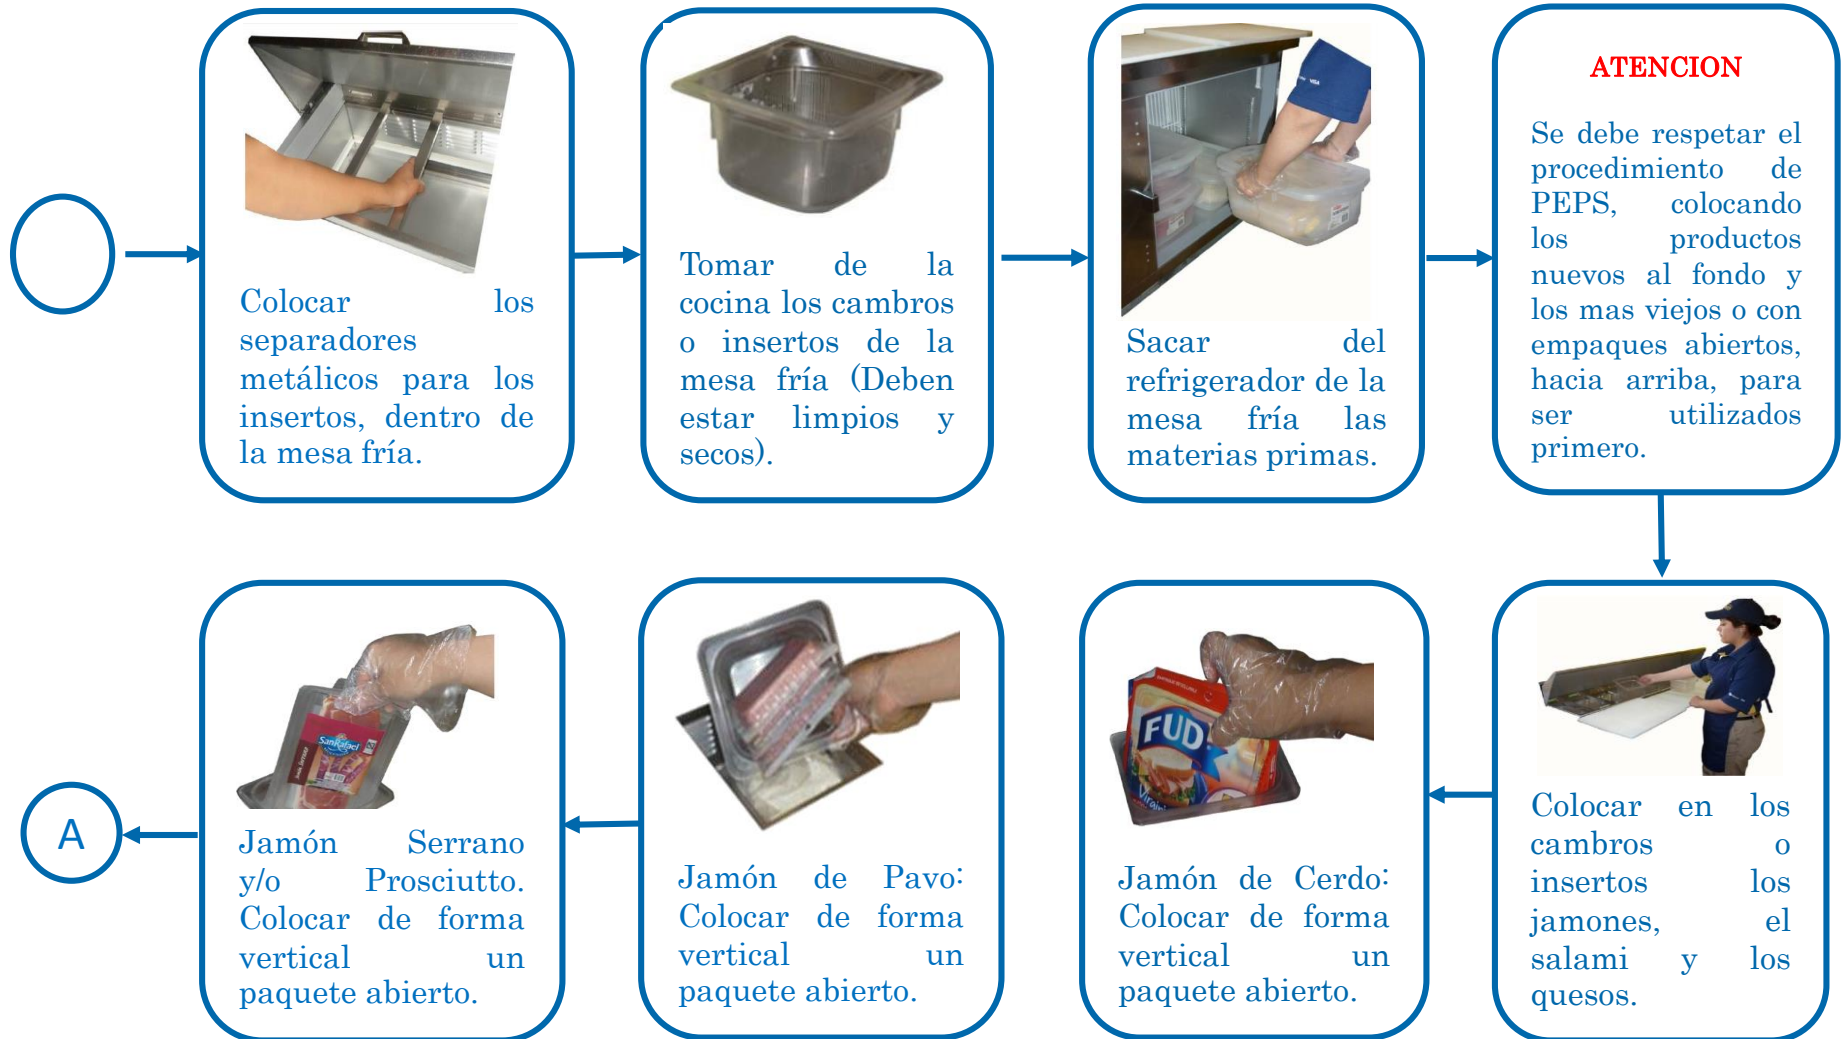 Colocar los
separadores
metálicos para los
insertos, dentro de
la mesa fría.
Tomar de la
cocina los cambros
o insertos de la
mesa fría (Deben
estar limpios y
secos).
VISA
Sacar del
refrigerador de la
mesa fría las
materias primas.
ATENCION
Se debe respetar el
procedimiento de
PEPS, colocando
los productos
nuevos al fondo y
los mas viejos o con
empaques abiertos,
hacia arriba, para
ser utilizados
primero.
Colocar en los
cambros o
insertos los
jamones, el
salami y los
quesos.
FUD
Virginia
Jamón de Cerdo:
Colocar de forma
vertical un
paquete abierto.
Jamón de Pavo:
Colocar de forma
vertical un
paquete abierto.
SanRafael
Jamón Serrano
y/o Prosciutto.
Colocar de forma
vertical un
paquete abierto.
A